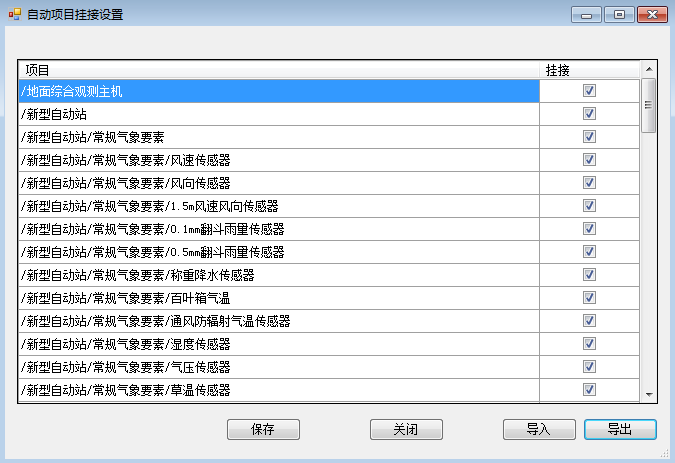 自动项目挂接设置
项目 挂接
/地面综合观测主机
/新型自动站
/新型自动站/常规气象要素
/新型自动站/常规气象要素/风速传感器
/新型自动站/常规气象要素/风向传感器
/新型自动站/常规气象要素/1.5m风速风向传感器
/新型自动站/常规气象要素/0.1mm翻斗雨量传感器
/新型自动站/常规气象要素/0.5mm翻斗雨量传感器
/新型自动站/常规气象要素/称重降水传感器
/新型自动站/常规气象要素/百叶箱气温
/新型自动站/常规气象要素/通风防辐射气温传感器
/新型自动站/常规气象要素/湿度传感器
/新型自动站/常规气象要素/气压传感器
/新型自动站/常规气象要素/草温传感器
保存 关闭 导入 导出